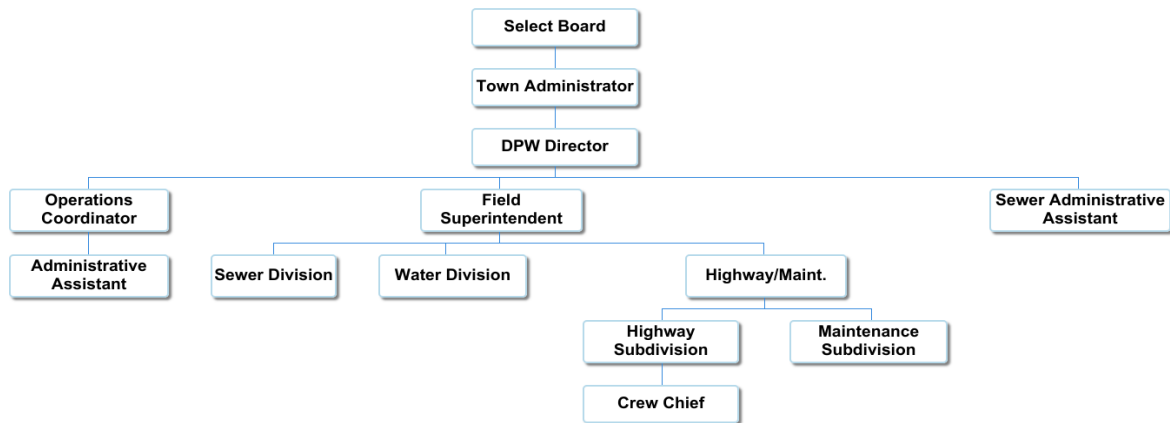 Select Board
Town Administrator
DPW Director
Operations
Coordinator
Field
Superintendent
Sewer Administrative
Assistant
Administrative
Assistant
Sewer Division
Water Division
Highway/Maint.
Highway
Subdivision
Maintenance
Subdivision
Crew Chief